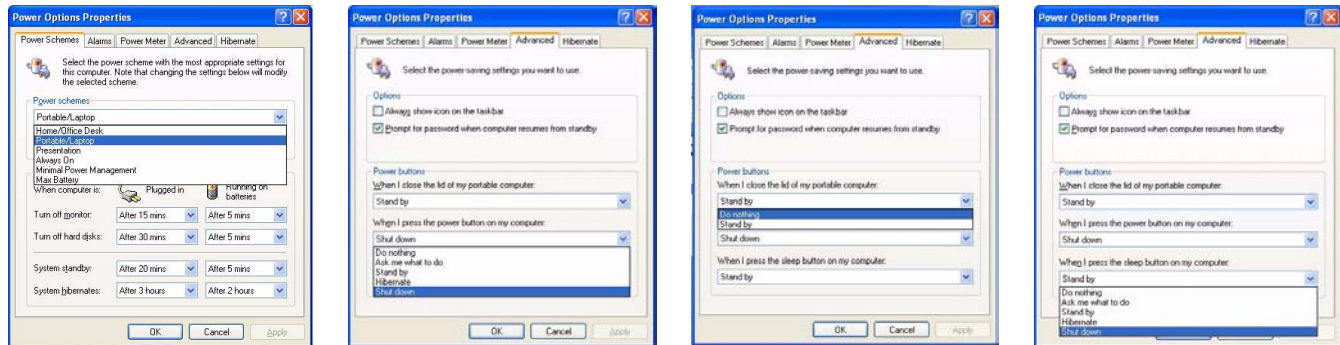 Power Options Properties
Power Schemes Alarms Power Meter Advanced Hibernate
Select the power scheme with the most appropriate settings for
this computer. Note that changing the settings below will modify
the selected scheme.
Power schemes
Portable/Laptop
Home/Office Desk
Portable/Laptop
Presentation
Always On
Minimal Power Management
Max Battery
When computer is: Plugged in Running on
batteries
Turn off monitor: After 15 mins After 5 mins
Turn off hard disks: After 30 mins After 5 mins
System standby: After 20 mins After 5 mins
System hibernates: After 3 hours After 2 hours
OK Cancel Apply
Power Options Properties
Power Schemes Alarms Power Meter Advanced Hibernate
Select the power-saving settings you want to use.
Options
Always show icon on the taskbar
Prompt for password when computer resumes from standby
Power buttons
When I close the lid of my portable computer:
Stand by
When I press the power button on my computer:
Shut down
Do nothing
Ask me what to do
Stand by
Hibernate
Shut down
OK Cancel Apply
Power Options Properties
Power Schemes Alarms Power Meter Advanced Hibernate
Select the power-saving settings you want to use.
Options
Always show icon on the taskbar
Prompt for password when computer resumes from standby
Power buttons
When I close the lid of my portable computer:
Stand by
Do nothing
Stand by
Shut down
When I press the sleep button on my computer:
Stand by
OK Cancel Apply
Power Options Properties
Power Schemes Alarms Power Meter Advanced Hibernate
Select the power-saving settings you want to use.
Options
Always show icon on the taskbar
Prompt for password when computer resumes from standby
Power buttons
When I close the lid of my portable computer:
Stand by
When I press the power button on my computer:
Shut down
When I press the sleep button on my computer:
Stand by
Do nothing
Ask me what to do
Stand by
Hibernate
Shut down